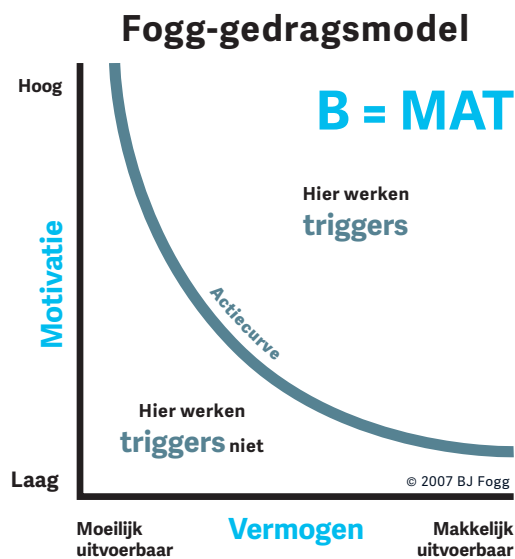 Fogg-gedragsmodel
Hoog
B = MAT
Hier werken
triggers
Motivatie
Actiecurve
Hier werken
triggers niet
Laag
© 2007 BJ Fogg
Moeilijk
uitvoerbaar
Vermogen
Makkelijk
uitvoerbaar